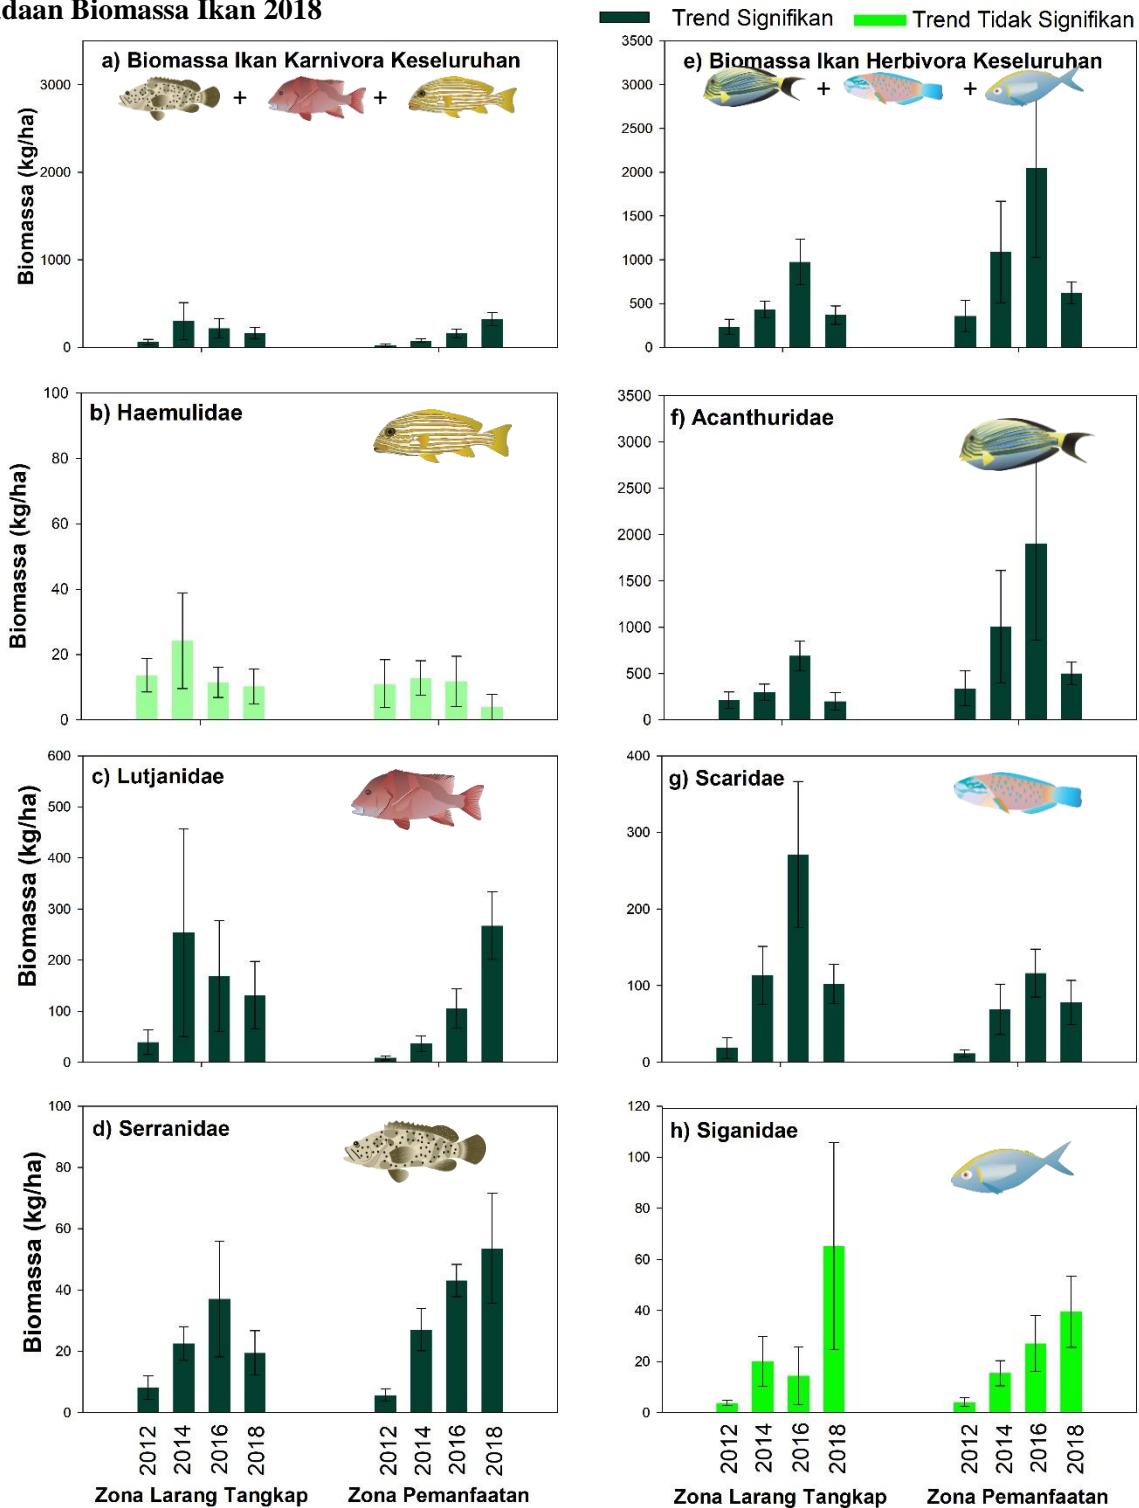 daan Biomassa Ikan 2018
Trend Signifikan
Trend Tidak Signifikan
a) Biomassa Ikan Karnivora Keseluruhan
+ +
Biomassa (kg/ha)
3000
2000
1000
0
e) Biomassa Ikan Herbivora Keseluruhan
+ +
3500
3000
2500
2000
1500
1000
500
0
b) Haemulidae
Biomassa (kg/ha)
100
80
60
40
20
0
f) Acanthuridae
3500
3000
2500
2000
1500
1000
500
0
c) Lutjanidae
Biomassa (kg/ha)
600
500
400
300
200
100
0
g) Scaridae
400
300
200
100
0
d) Serranidae
Biomassa (kg/ha)
100
80
60
40
20
0
2012 2014 2016 2018 2012 2014 2016 2018
Zona Larang Tangkap Zona Pemanfaatan
h) Siganidae
120
100
80
60
40
20
0
2012 2014 2016 2018 2012 2014 2016 2018
Zona Larang Tangkap Zona Pemanfaatan